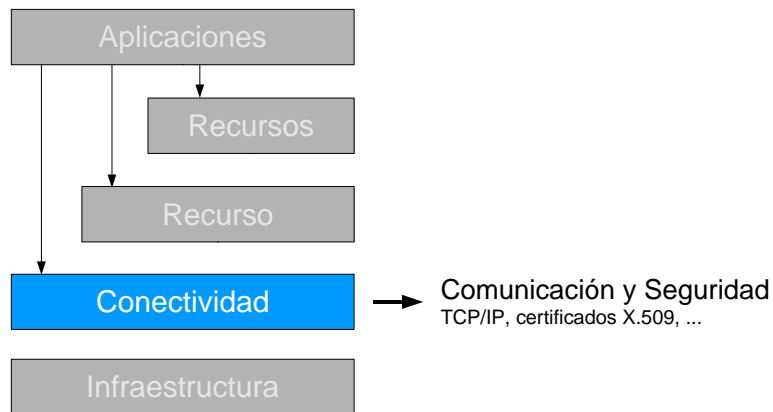 Aplicaciones
Recursos
Recurso
Conectividad
Comunicación y Seguridad
TCP/IP, certificados X.509, ...
Infraestructura